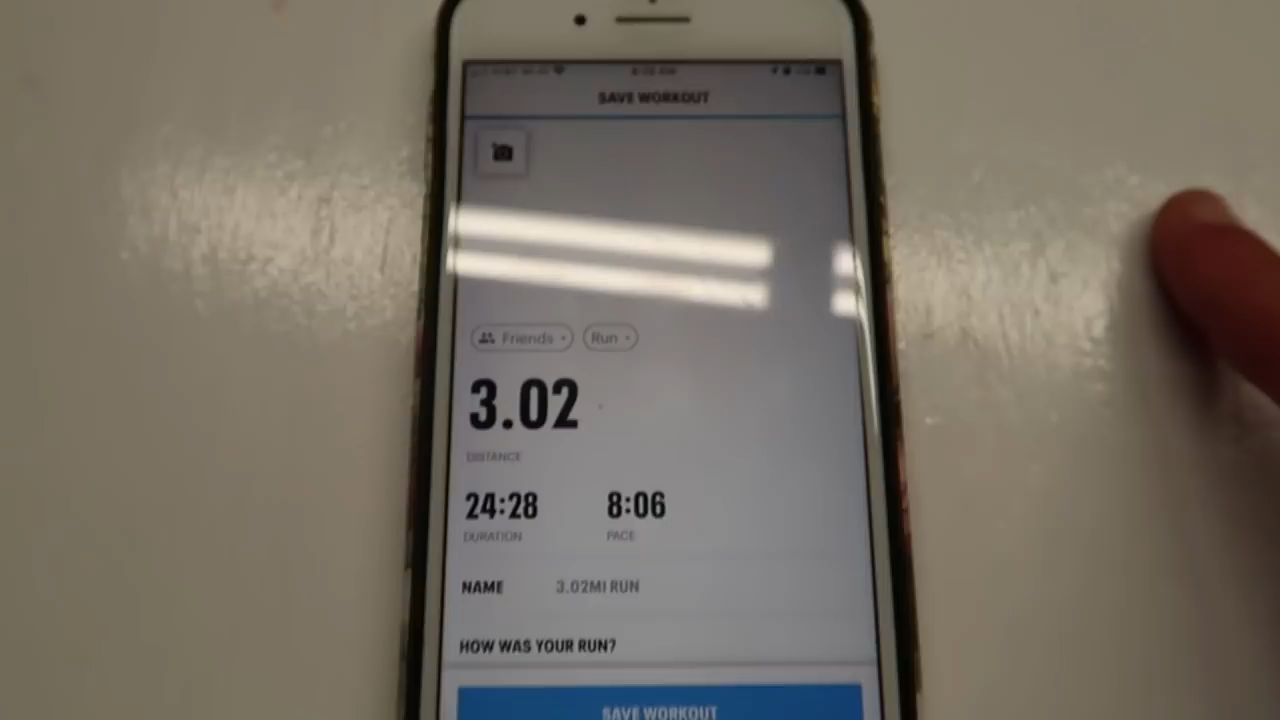 SAVE WORKOUT
Friends
Run
3.02
DISTANCE
24:28 8:06
DURATION PACE
NAME 3.02MI RUN
HOW WAS YOUR RUN?
SAVE WORKOUT